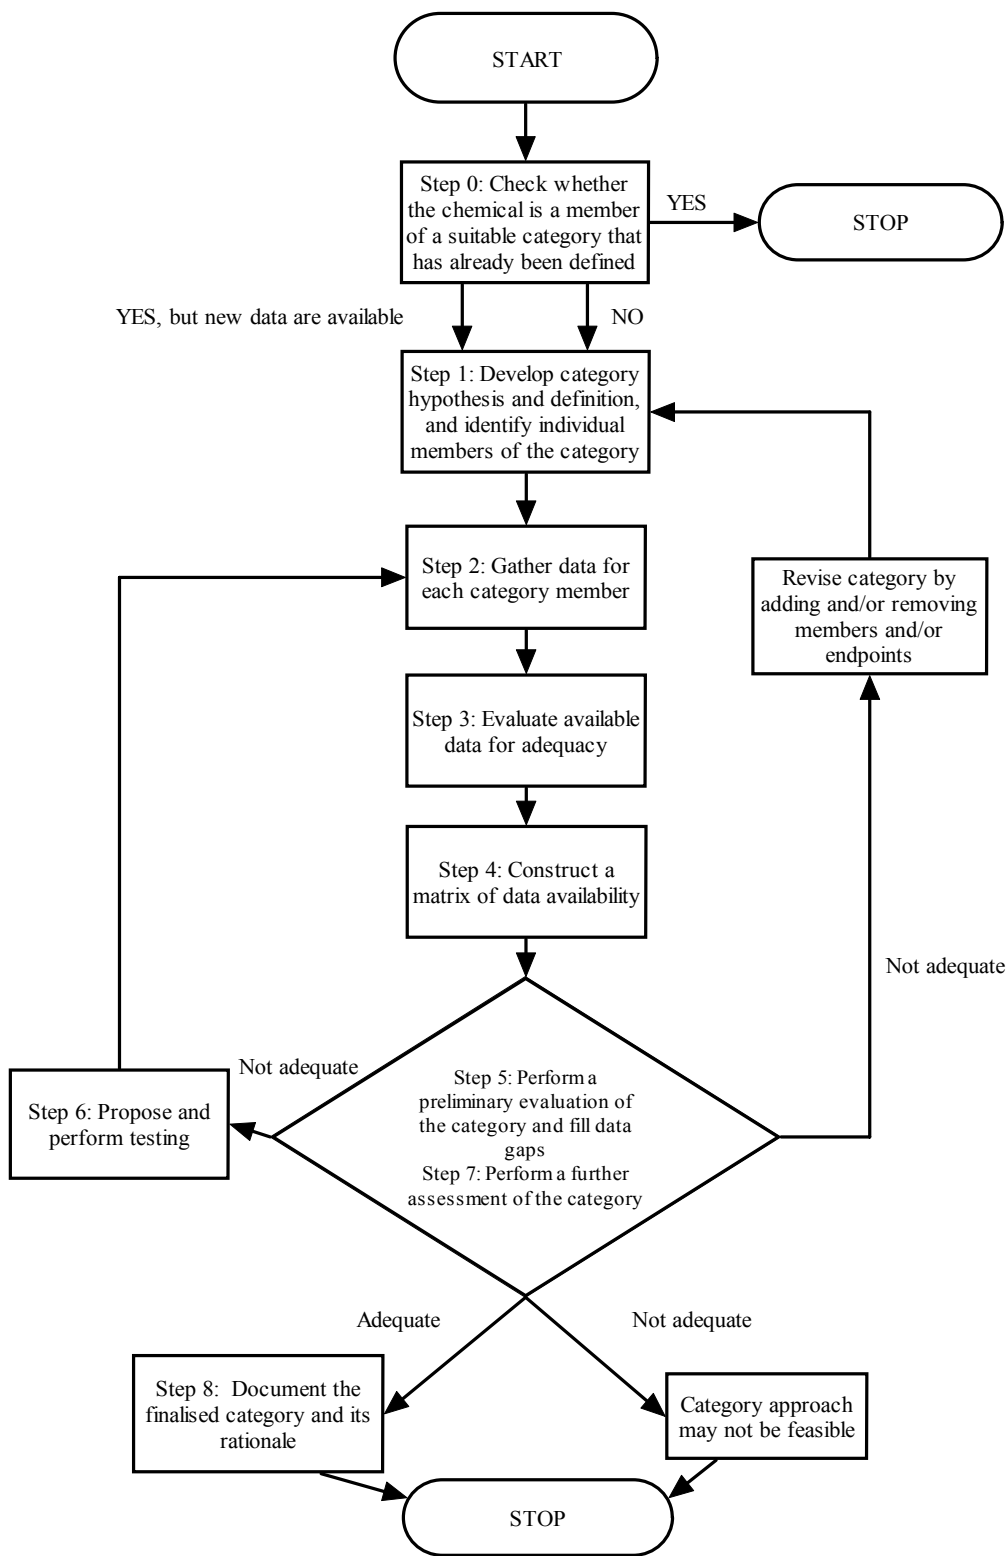 START
Step 0: Check whether
the chemical is a member
of a suitable category that
has already been defined
YES
STOP
YES, but new data are available
NO
Step 1: Develop category
hypothesis and definition,
and identify individual
members of the category
Step 2: Gather data for
each category member
Revise category by
adding and/or removing
members and/or
endpoints
Step 3: Evaluate available
data for adequacy
Step 4: Construct a
matrix of data availability
Not adequate
Not adequate
Step 6: Propose and
perform testing
Step 5: Perform a
preliminary evaluation of
the category and fill data
gaps
Step 7: Perform a further
assessment of the category
Adequate
Not adequate
Step 8:  Document the
finalised category and its
rationale
Category approach
may not be feasible
STOP